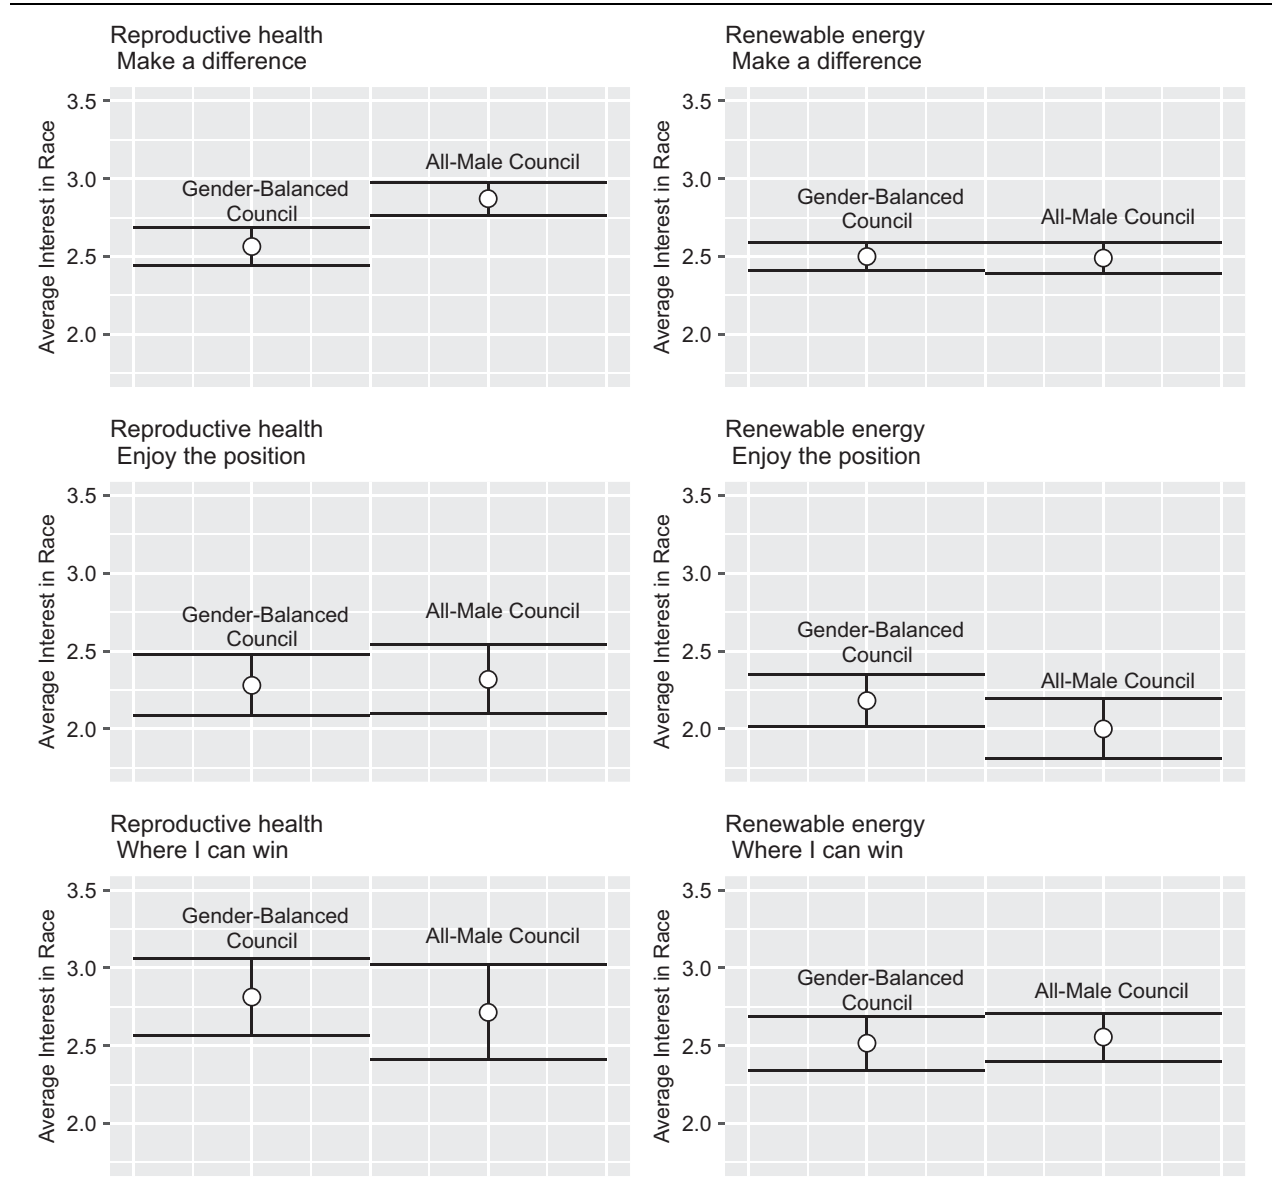 Reproductive health
Make a difference
Average Interest in Race
3.5
3.0
2.5
2.0
Gender-Balanced
Council
All-Male Council
Renewable energy
Make a difference
Average Interest in Race
3.5
3.0
2.5
2.0
Gender-Balanced
Council
All-Male Council
Reproductive health
Enjoy the position
Average Interest in Race
3.5
3.0
2.5
2.0
Gender-Balanced
Council
All-Male Council
Renewable energy
Enjoy the position
Average Interest in Race
3.5
3.0
2.5
2.0
Gender-Balanced
Council
All-Male Council
Reproductive health
Where I can win
Average Interest in Race
3.5
3.0
2.5
2.0
Gender-Balanced
Council
All-Male Council
Renewable energy
Where I can win
Average Interest in Race
3.5
3.0
2.5
2.0
Gender-Balanced
Council
All-Male Council